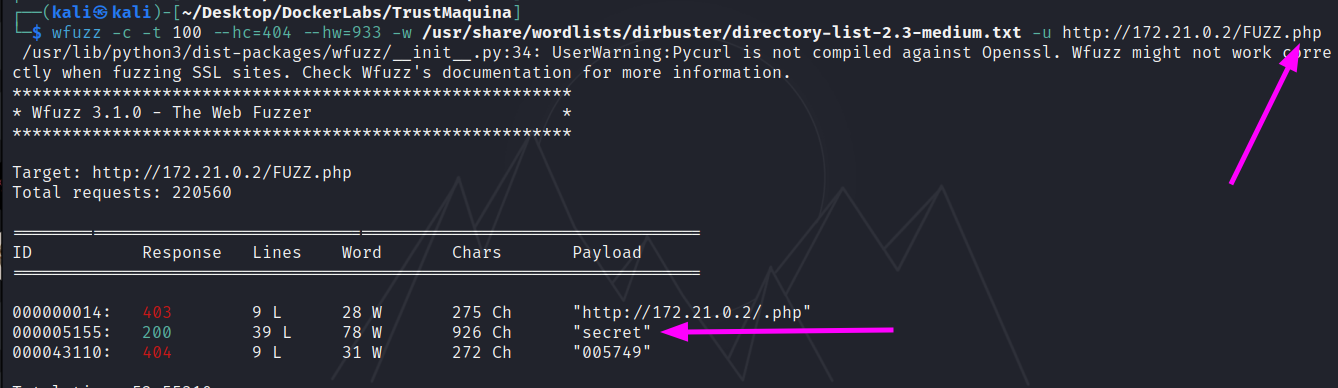 ┌──(kali㉿kali)-[~/Desktop/DockerLabs/TrustMaquina]
└─$ wfuzz -c -t 100 --hc=404 --hw=933 -w /usr/share/wordlists/dirbuster/directory-list-2.3-medium.txt -u http://172.21.0.2/FUZZ.php
/usr/lib/python3/dist-packages/wfuzz/__init__.py:34: UserWarning:Pycurl is not compiled against Openssl. Wfuzz might not work corre
ctly when fuzzing SSL sites. Check Wfuzz's documentation for more information.
********************************************************
* Wfuzz 3.1.0 - The Web Fuzzer                         *
********************************************************
Target: http://172.21.0.2/FUZZ.php
Total requests: 220560
=====================================================================
ID           Response   Lines    Word       Chars       Payload
=====================================================================
000000014:   403        9 L      28 W       275 Ch      "http://172.21.0.2/.php"
000005155:   200        39 L     78 W       926 Ch      "secret"
000043110:   404        9 L      31 W       272 Ch      "005749"